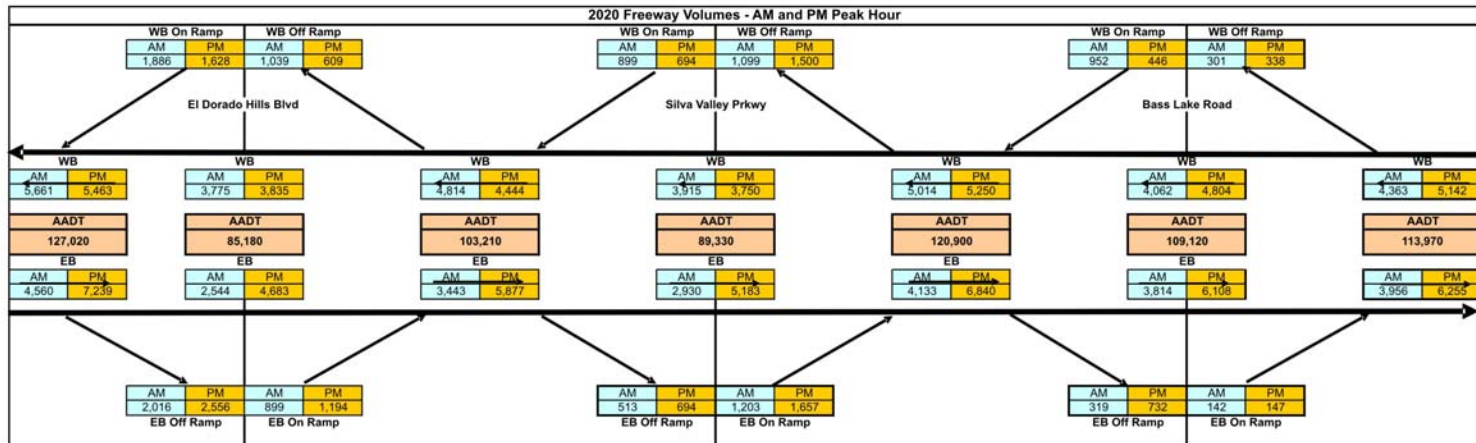 2020 Freeway Volumes - AM and PM Peak Hour
WB On Ramp WB Off Ramp WB On Ramp WB Off Ramp WB On Ramp WB Off Ramp
AM PM AM PM AM PM AM PM AM PM AM PM
1,886 1,628 1,039 609 899 694 1,099 1,500 952 446 301 338
El Dorado Hills Blvd Silva Valley Prkwy Bass Lake Road
WB WB WB WB WB WB WB
AM PM AM PM AM PM AM PM AM PM AM PM AM PM
5,661 5,463 3,775 3,835 4,814 4,444 3,915 3,750 5,014 5,250 4,062 4,804 4,363 5,142
AADT AADT AADT AADT AADT AADT AADT
127,020 85,180 103,210 89,330 120,900 109,120 113,970
EB EB EB EB EB EB EB
AM PM AM PM AM PM AM PM AM PM AM PM AM PM
4,560 7,239 2,544 4,683 3,443 5,877 2,930 5,183 4,133 6,840 3,814 6,108 3,956 6,255
AM PM AM PM AM PM AM PM AM PM AM PM
2,016 2,556 899 1,194 513 694 1,203 1,657 319 732 142 147
EB Off Ramp EB On Ramp EB Off Ramp EB On Ramp EB Off Ramp EB On Ramp